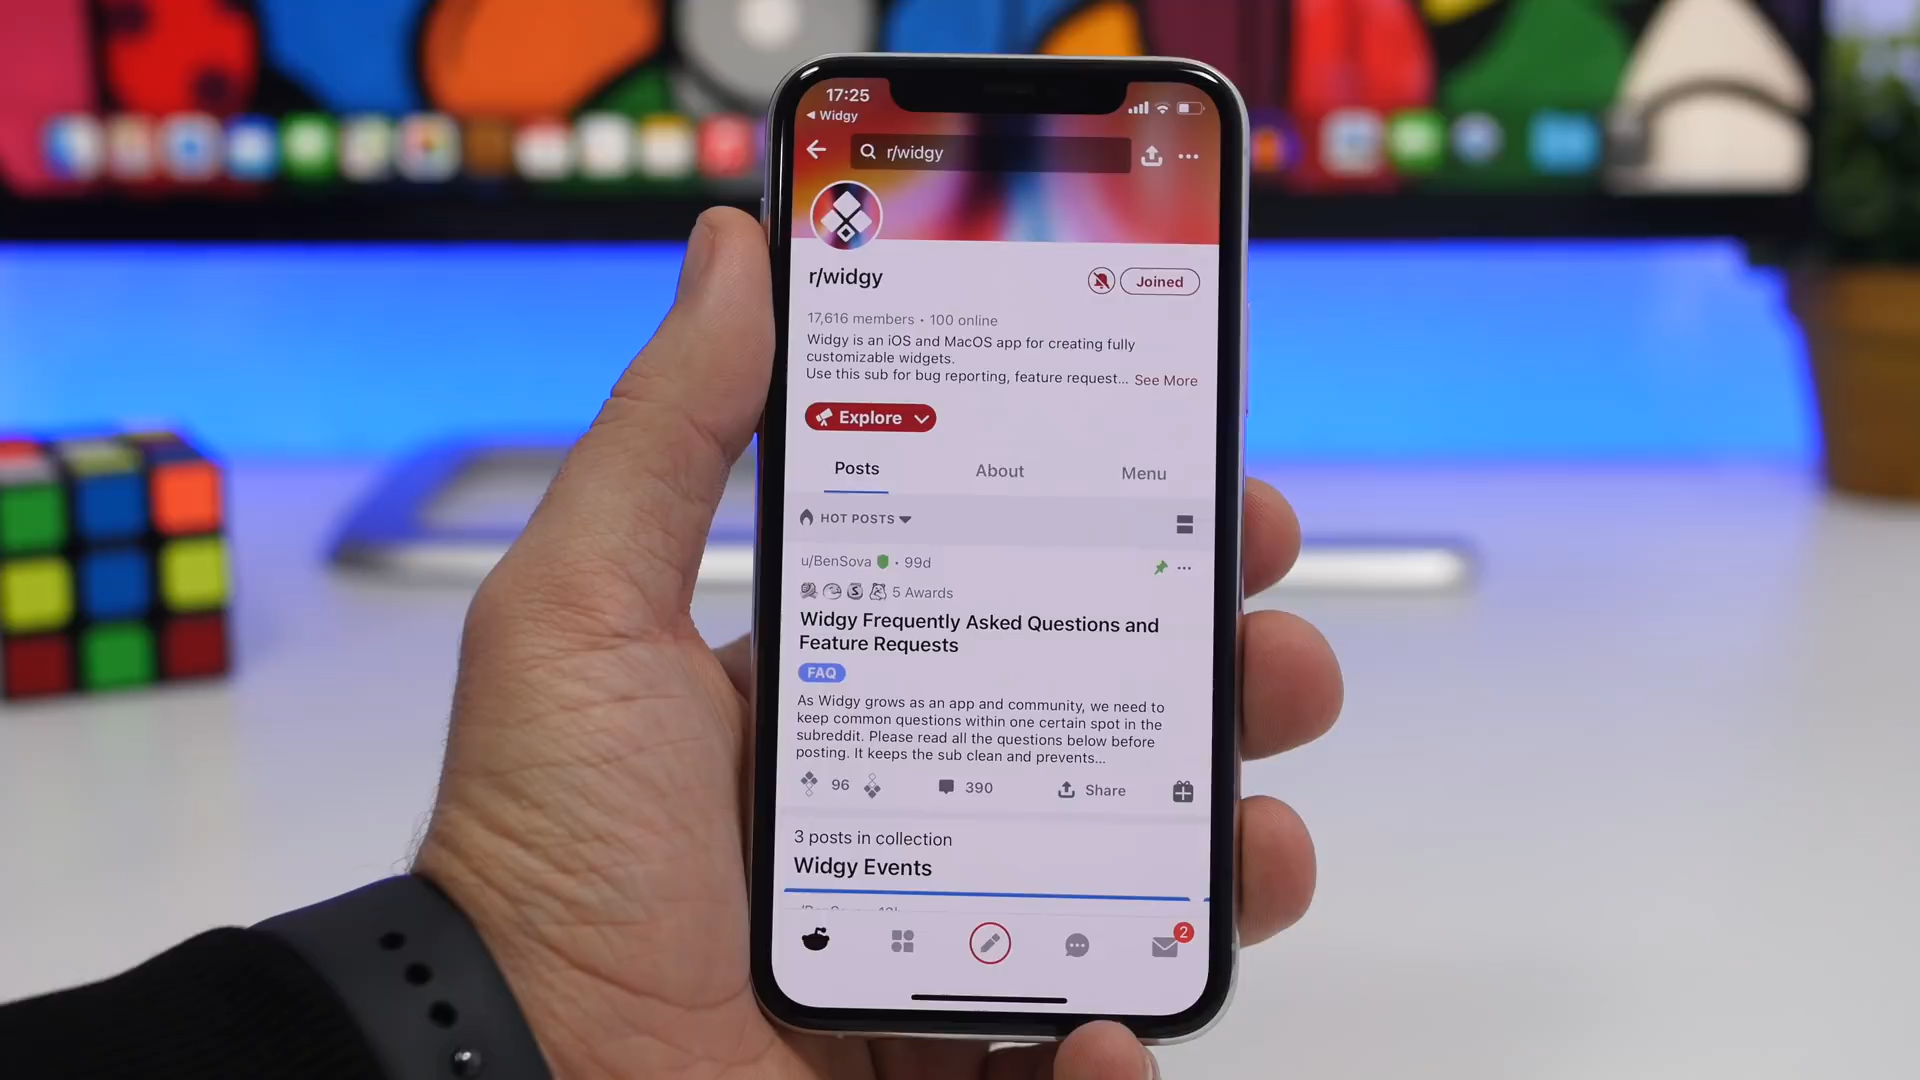 17:25
◀ Widgy
r/widgy
r/widgy
Joined
17,616 members • 100 online
Widgy is an iOS and MacOS app for creating fully
customizable widgets.
Use this sub for bug reporting, feature request... See More
Explore
Posts About Menu
HOT POSTS
u/BenSova • 99d
5 Awards
Widgy Frequently Asked Questions and
Feature Requests
FAQ
As Widgy grows as an app and community, we need to
keep common questions within one certain spot in the
subreddit. Please read all the questions below before
posting. It keeps the sub clean and prevents...
96 390 Share
3 posts in collection
Widgy Events
2